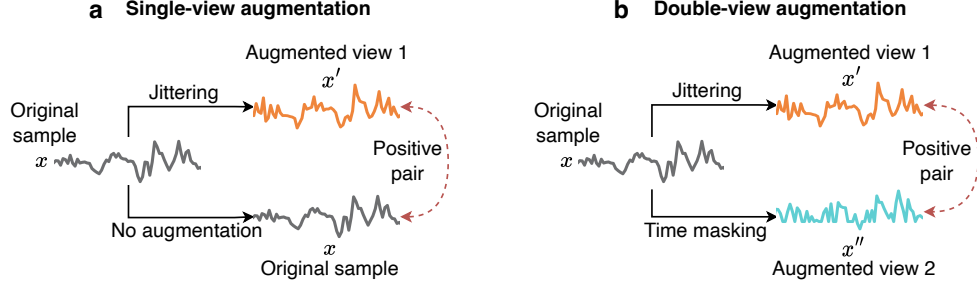 a Single-view augmentation
Augmented view 1
x′
Jittering
Original
sample
x
Positive
pair
No augmentation
x
Original sample
b Double-view augmentation
Augmented view 1
x′
Jittering
Original
sample
x
Positive
pair
Time masking
x″
Augmented view 2